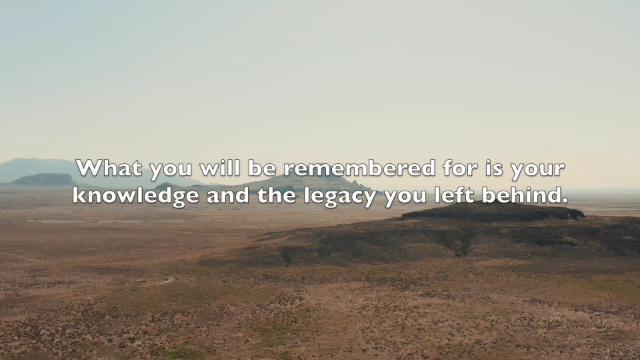 What you will be remembered for is your
knowledge and the legacy you left behind.